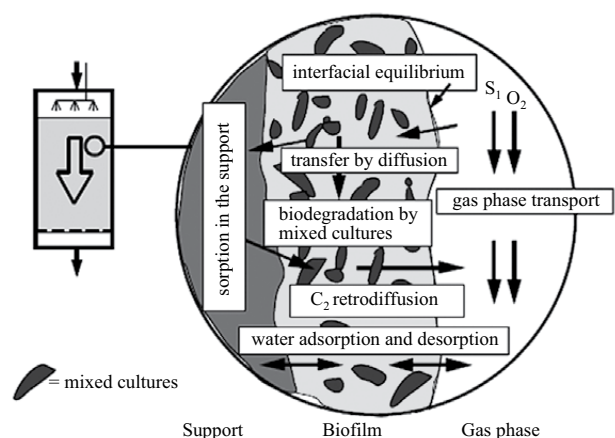 interfacial equilibrium
S1
O2
transfer by diffusion
sorption in the support
biodegradation by
mixed cultures
gas phase transport
C2 retrodiffusion
water adsorption and desorption
= mixed cultures
Support Biofilm Gas phase